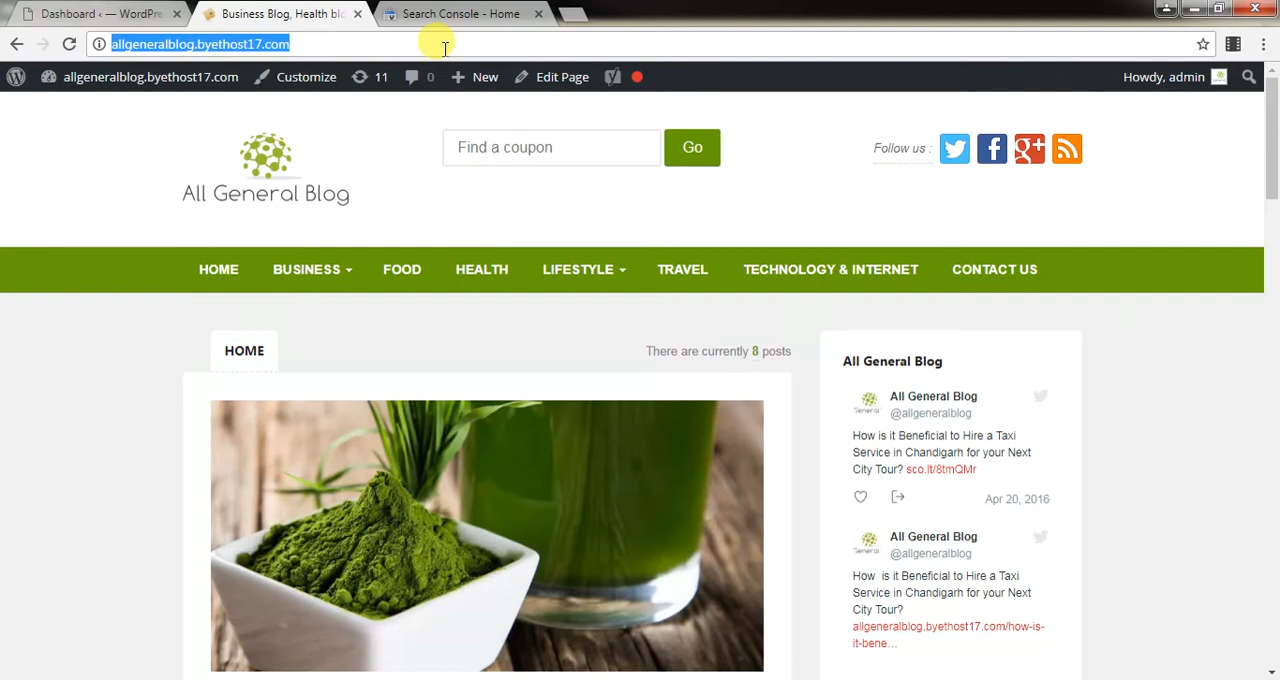 Dashboard ‹ — WordPre
Business Blog, Health blo
Search Console - Home
allgeneralblog.byethost17.com
allgeneralblog.byethost17.com
Customize
11
0
New
Edit Page
Howdy, admin
All General Blog
Find a coupon
Go
Follow us :
g+
HOME
BUSINESS
FOOD
HEALTH
LIFESTYLE
TRAVEL
TECHNOLOGY & INTERNET
CONTACT US
HOME
There are currently 8 posts
All General Blog
All General Blog
@allgeneralblog
How is it Beneficial to Hire a Taxi
Service in Chandigarh for your Next
City Tour? sco.lt/8tmQMr
Apr 20, 2016
All General Blog
@allgeneralblog
How is it Beneficial to Hire a Taxi
Service in Chandigarh for your Next
City Tour?
allgeneralblog.byethost17.com/how-is-
it-bene…